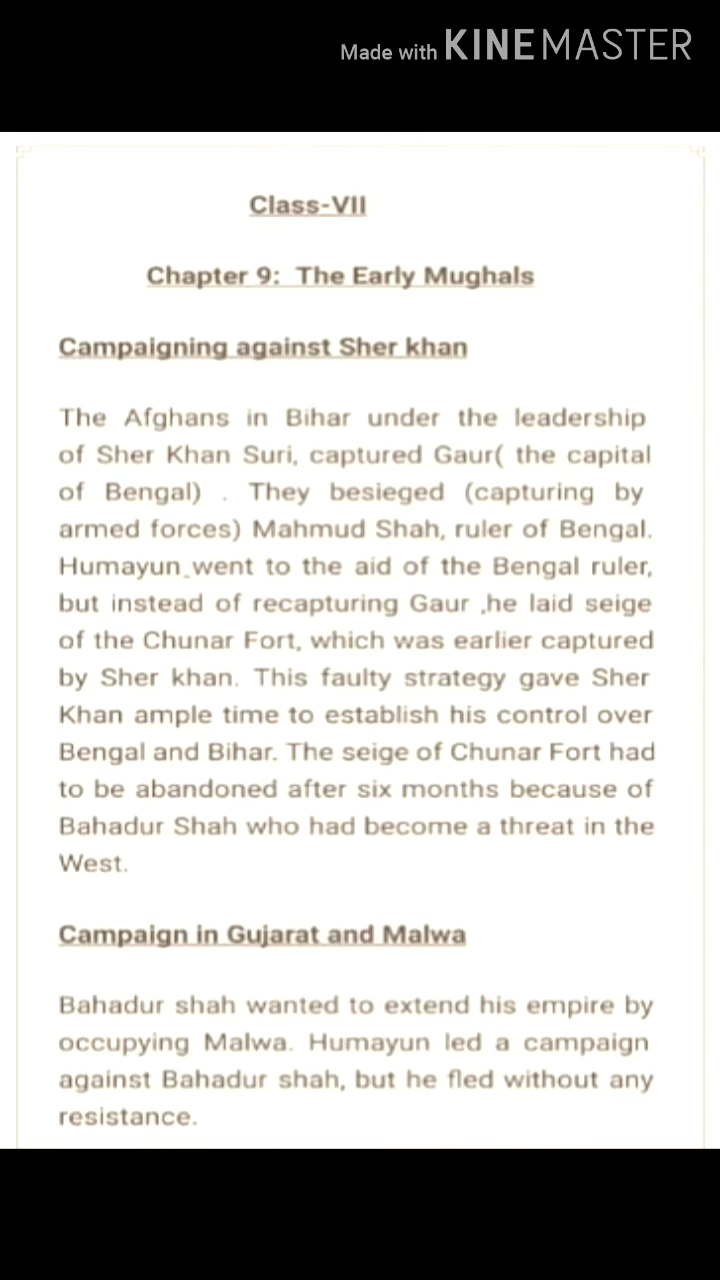 Made with KINEMASTER
Class-VII
Chapter 9: The Early Mughals
Campaigning against Sher khan
The Afghans in Bihar under the leadership
of Sher Khan Suri, captured Gaur( the capital
of Bengal) . They besieged (capturing by
armed forces) Mahmud Shah, ruler of Bengal.
Humayun went to the aid of the Bengal ruler,
but instead of recapturing Gaur ,he laid seige
of the Chunar Fort, which was earlier captured
by Sher khan. This faulty strategy gave Sher
Khan ample time to establish his control over
Bengal and Bihar. The seige of Chunar Fort had
to be abandoned after six months because of
Bahadur Shah who had become a threat in the
West.
Campaign in Gujarat and Malwa
Bahadur shah wanted to extend his empire by
occupying Malwa. Humayun led a campaign
against Bahadur shah, but he fled without any
resistance.